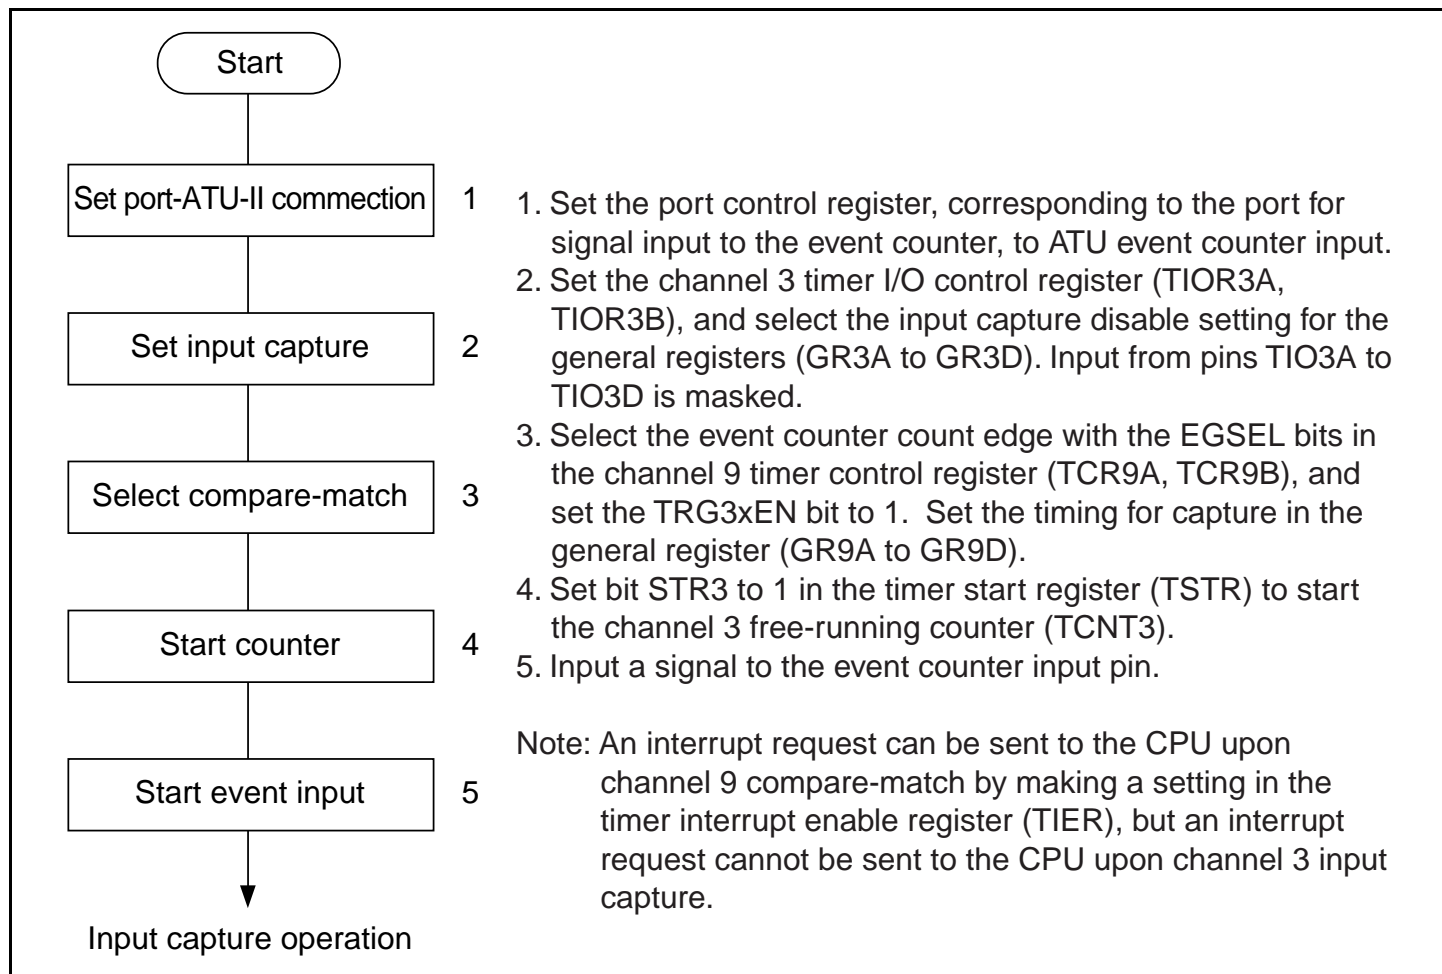 Start
Set port-ATU-II commection 1
Set input capture 2
Select compare-match 3
Start counter 4
Start event input 5
Input capture operation
1. Set the port control register, corresponding to the port for
signal input to the event counter, to ATU event counter input.
2. Set the channel 3 timer I/O control register (TIOR3A,
TIOR3B), and select the input capture disable setting for the
general registers (GR3A to GR3D). Input from pins TIO3A to
TIO3D is masked.
3. Select the event counter count edge with the EGSEL bits in
the channel 9 timer control register (TCR9A, TCR9B), and
set the TRG3xEN bit to 1.  Set the timing for capture in the
general register (GR9A to GR9D).
4. Set bit STR3 to 1 in the timer start register (TSTR) to start
the channel 3 free-running counter (TCNT3).
5. Input a signal to the event counter input pin.
Note: An interrupt request can be sent to the CPU upon
channel 9 compare-match by making a setting in the
timer interrupt enable register (TIER), but an interrupt
request cannot be sent to the CPU upon channel 3 input
capture.